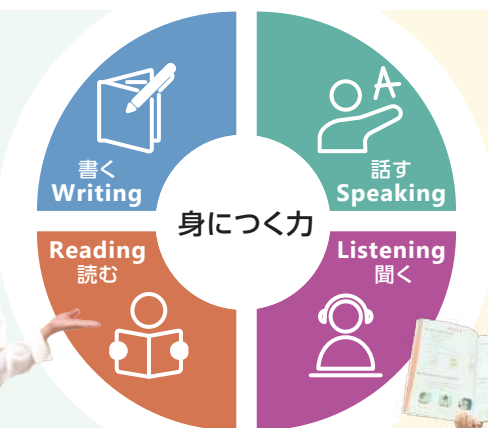 書く
Writing
話す
Speaking
身につく力
Reading
読む
Listening
聞く
A